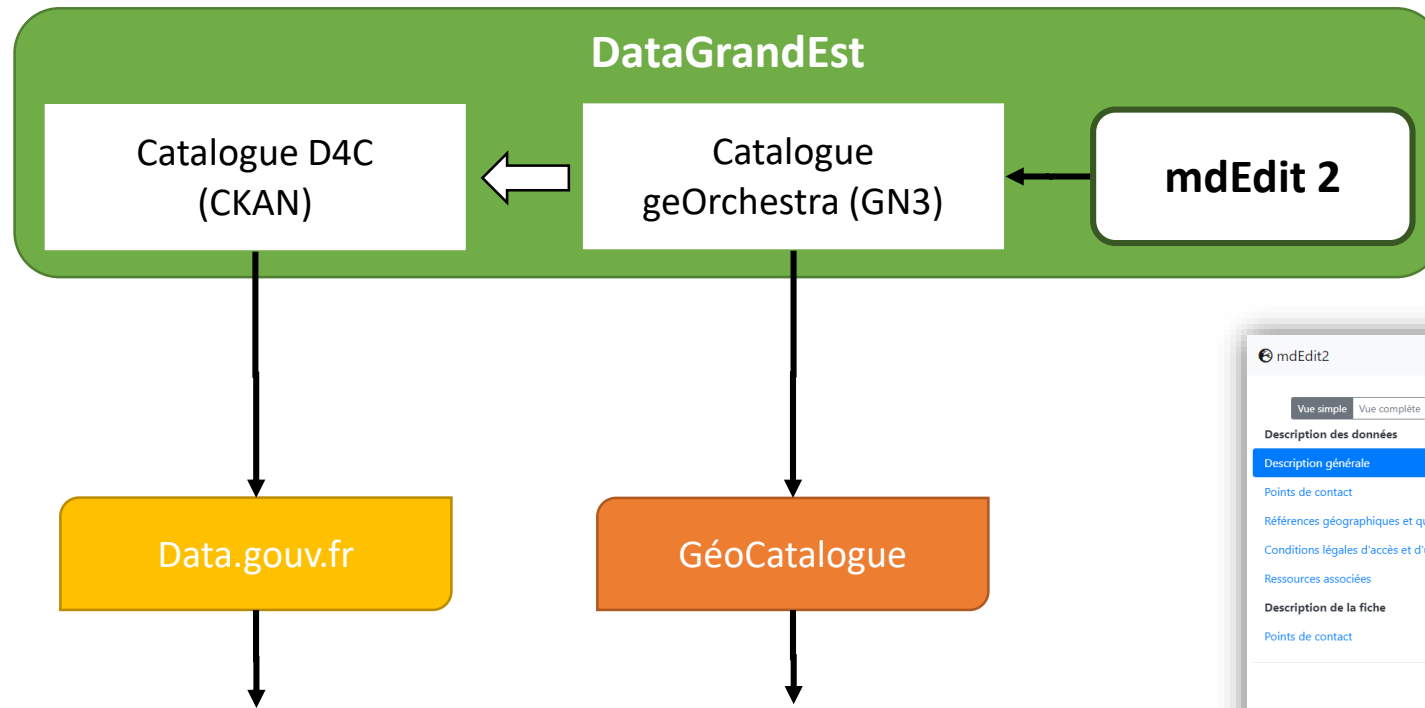 DataGrandEst
Catalogue D4C
(CKAN)
Catalogue
geOrchestra (GN3)
mdEdit 2
Data.gouv.fr
GéoCatalogue
mdEdit2
Vue simple Vue complète
Description des données
Description générale
Points de contact
Références géographiques et qu
Conditions légales d'accès et d'
Ressources associées
Description de la fiche
Points de contact